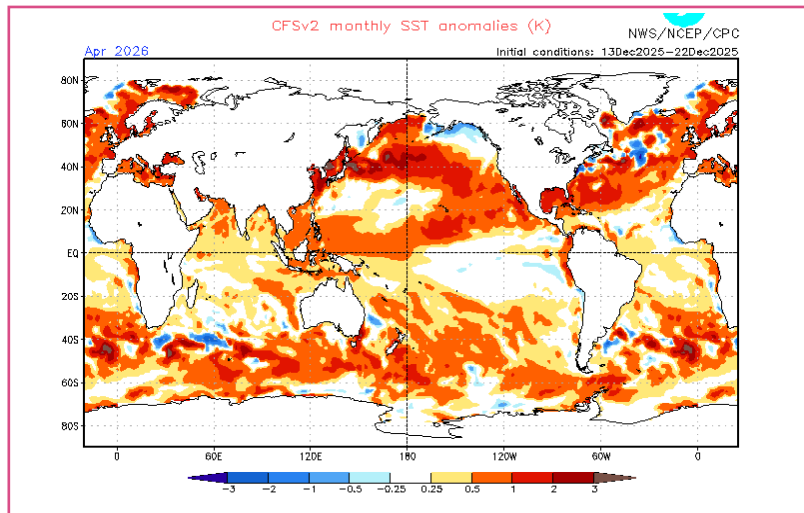 CFSv2 monthly SST anomalies (K)
NWS/NCEP/CPC
Apr 2026
Initial conditions: 13Dec2025-22Dec2025
80N
60N
40N
20N
EQ
20S
40S
60S
80S
0 60E 120E 180 120W 60W 0
-3 -2 -1 -0.5 -0.25 0.25 0.5 1 2 3